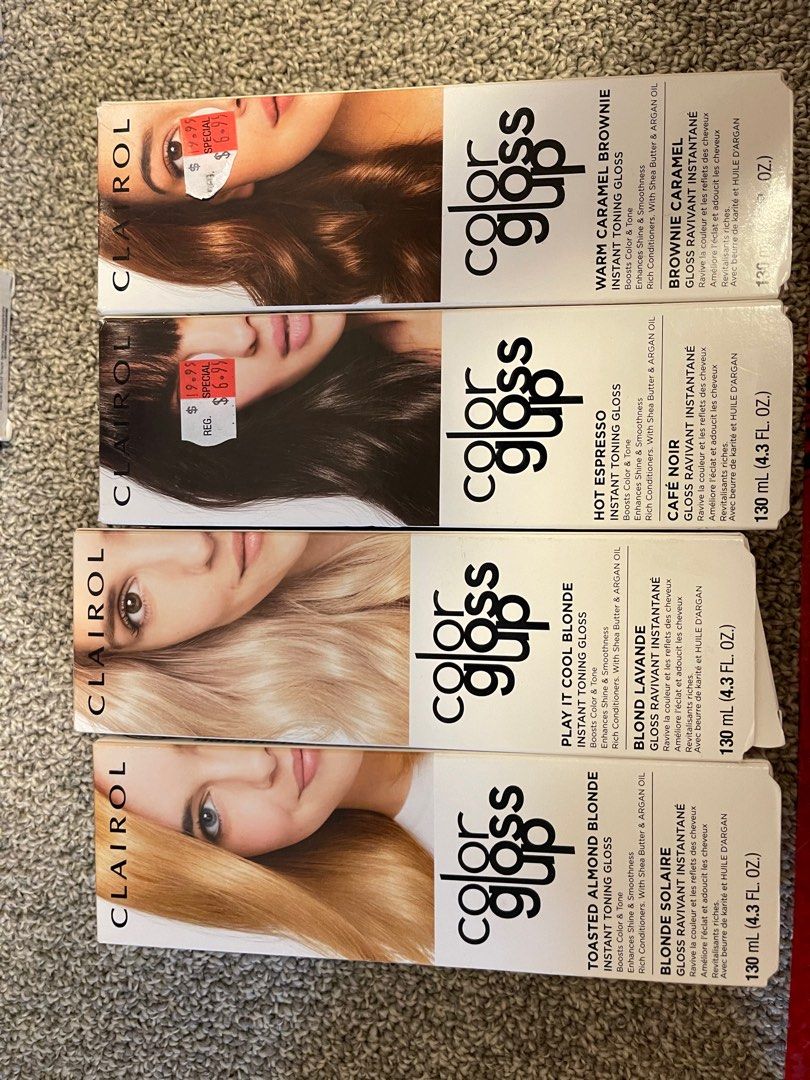 CLAIROL
$ 19.99
SPECIAL
$ 6.99
color
gloss
up
WARM CARAMEL BROWNIE
INSTANT TONING GLOSS
Boosts Color & Tone
Enhances Shine & Smoothness
Rich Conditioners. With Shea Butter & ARGAN OIL
BROWNIE CARAMEL
GLOSS RAVIVANT INSTANTANÉ
Ravive la couleur et les reflets des cheveux
Améliore l'éclat et adoucit les cheveux
Revitalisants riches.
Avec beurre de karité et HUILE D'ARGAN
130 OZ.)
CLAIROL
REG. $ 19.99
SPECIAL
$ 6.99
color
gloss
up
HOT ESPRESSO
INSTANT TONING GLOSS
Boosts Color & Tone
Enhances Shine & Smoothness
Rich Conditioners. With Shea Butter & ARGAN OIL
CAFÉ NOIR
GLOSS RAVIVANT INSTANTANÉ
Ravive la couleur et les reflets des cheveux
Améliore l'éclat et adoucit les cheveux
Revitalisants riches.
Avec beurre de karité et HUILE D'ARGAN
130 mL (4.3 FL. OZ.)
CLAIROL
color
gloss
up
PLAY IT COOL BLONDE
INSTANT TONING GLOSS
Boosts Color & Tone
Enhances Shine & Smoothness
Rich Conditioners. With Shea Butter & ARGAN OIL
BLOND LAVANDE
GLOSS RAVIVANT INSTANTANÉ
Ravive la couleur et les reflets des cheveux
Améliore l'éclat et adoucit les cheveux
Revitalisants riches.
Avec beurre de karité et HUILE D'ARGAN
130 mL (4.3 FL. OZ.)
CLAIROL
color
gloss
up
TOASTED ALMOND BLONDE
INSTANT TONING GLOSS
Boosts Color & Tone
Enhances Shine & Smoothness
Rich Conditioners. With Shea Butter & ARGAN OIL
BLONDE SOLAIRE
GLOSS RAVIVANT INSTANTANÉ
Ravive la couleur et les reflets des cheveux
Améliore l'éclat et adoucit les cheveux
Revitalisants riches.
Avec beurre de karité et HUILE D'ARGAN
130 mL (4.3 FL. OZ.)